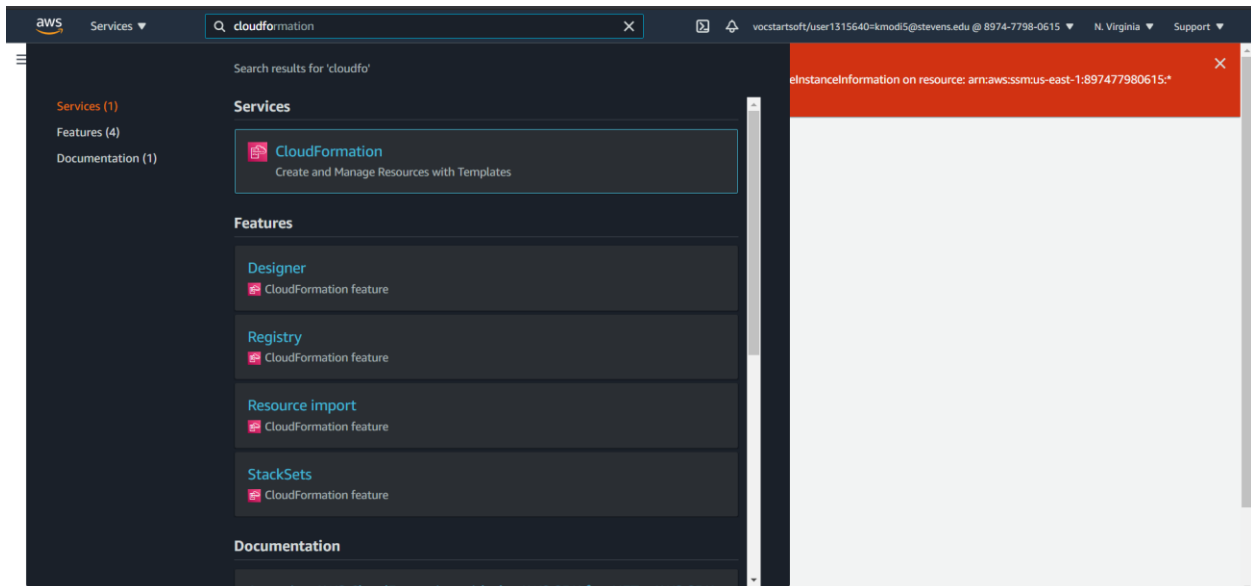 aws Services ▼ cloudformation vocstartsoft/user1315640=kmodi5@stevens.edu @ 8974-7798-0615 ▼ N. Virginia ▼ Support ▼
Search results for 'cloudfo'
eInstanceInformation on resource: arn:aws:ssm:us-east-1:897477980615:*
Services (1)
Features (4)
Documentation (1)
Services
CloudFormation
Create and Manage Resources with Templates
Features
Designer
CloudFormation feature
Registry
CloudFormation feature
Resource import
CloudFormation feature
StackSets
CloudFormation feature
Documentation